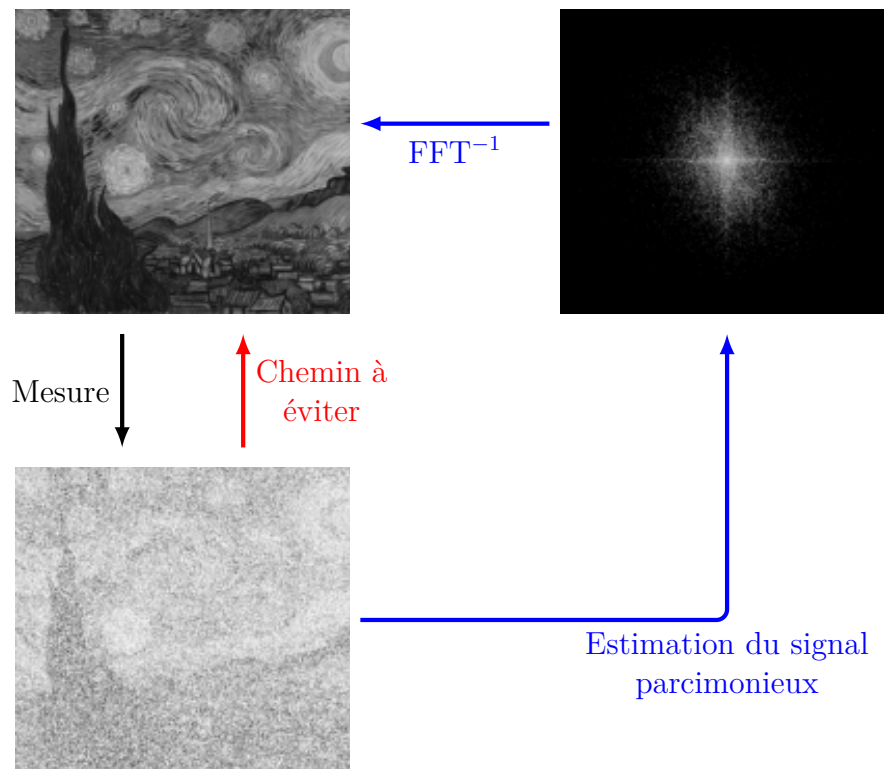 FFT⁻¹
Chemin à
éviter
Mesure
Estimation du signal
parcimonieux